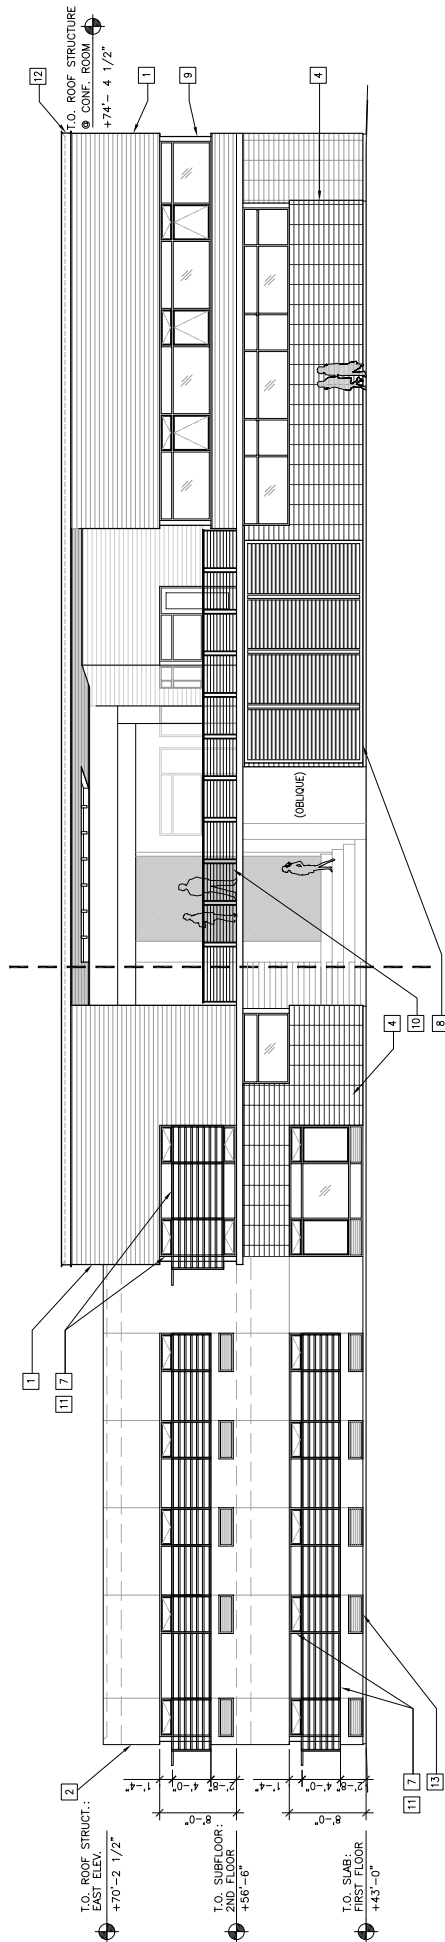 12
T.O. ROOF STRUCTURE
@ CONF. ROOM
+74'- 4 1/2"
1
9
4
1
7
11
2
T.O. ROOF STRUCT.:
EAST ELEV.
+70'-2 1/2"
1'-4"
4'-0"
2'-8"
8'-0"
T.O. SUBFLOOR:
2ND FLOOR
+56'-6"
1'-4"
4'-0"
2'-8"
8'-0"
T.O. SLAB:
FIRST FLOOR
+43'-0"
7
11
13
(OBLIQUE)
4
10
8